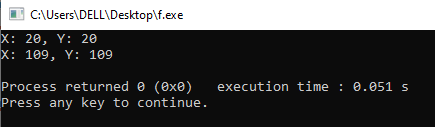 C:\Users\DELL\Desktop\f.exe
X: 20, Y: 20
X: 109, Y: 109
Process returned 0 (0x0)   execution time : 0.051 s
Press any key to continue.